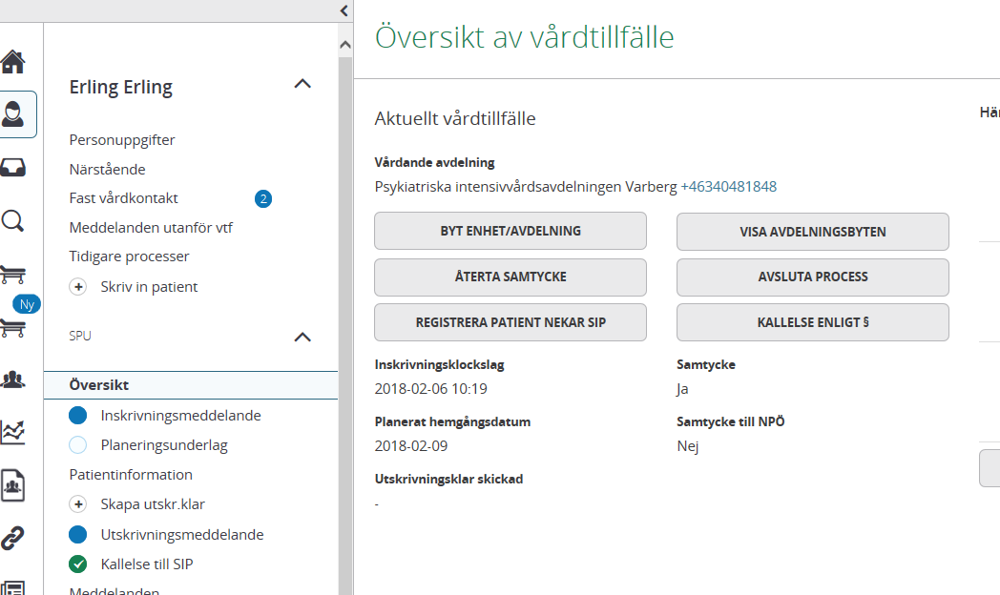 Översikt av vårdtillfälle
Erling Erling
Personuppgifter
Närstående
Fast vårdkontakt 2
Meddelanden utanför vtf
Tidigare processer
Skriv in patient
Ny
SPU
Översikt
Inskrivningsmeddelande
Planeringsunderlag
Patientinformation
Skapa utskr.klar
Utskrivningsmeddelande
Kallelse till SIP
Meddelanden
Aktuellt vårdtillfälle
Vårdande avdelning
Psykiatriska intensivvårdsavdelningen Varberg +46340481848
BYT ENHET/AVDELNING
VISA AVDELNINGSBYTEN
ÅTERTA SAMTYCKE
AVSLUTA PROCESS
REGISTRERA PATIENT NEKAR SIP
KALLELSE ENLIGT §
Inskrivningsklockslag
2018-02-06 10:19
Samtycke
Ja
Planerat hemgångsdatum
2018-02-09
Samtycke till NPÖ
Nej
Utskrivningsklar skickad
-